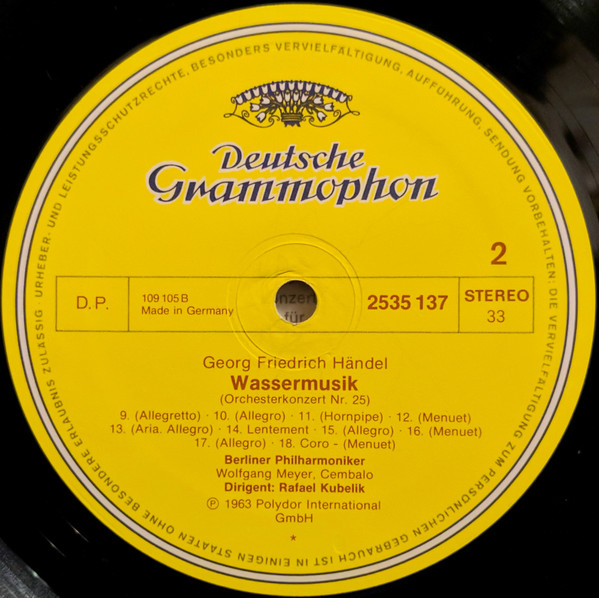 URHEBER- UND LEISTUNGSSCHUTZRECHTE, BESONDERS VERVIELFÄLTIGUNG, AUFFÜHRUNG, SENDUNG VORBEHALTEN: DIE VERVIELFÄLTIGUNG ZUM PERSÖNLICHEN GEBRAUCH IST IN EINIGEN STAATEN OHNE BESONDERE ERLAUBNIS ZULÄSSIG ·
Deutsche
Grammophon
2
D.P.
109 105 B
Made in Germany
onzert
für
2535 137
STEREO
33
Georg Friedrich Händel
Wassermusik
(Orchesterkonzert Nr. 25)
9. (Allegretto) · 10. (Allegro) · 11. (Hornpipe) · 12. (Menuet)
13. (Aria. Allegro) · 14. Lentement · 15. (Allegro) · 16. (Menuet)
17. (Allegro) · 18. Coro - (Menuet)
Berliner Philharmoniker
Wolfgang Meyer, Cembalo
Dirigent: Rafael Kubelik
℗ 1963 Polydor International
GmbH
*